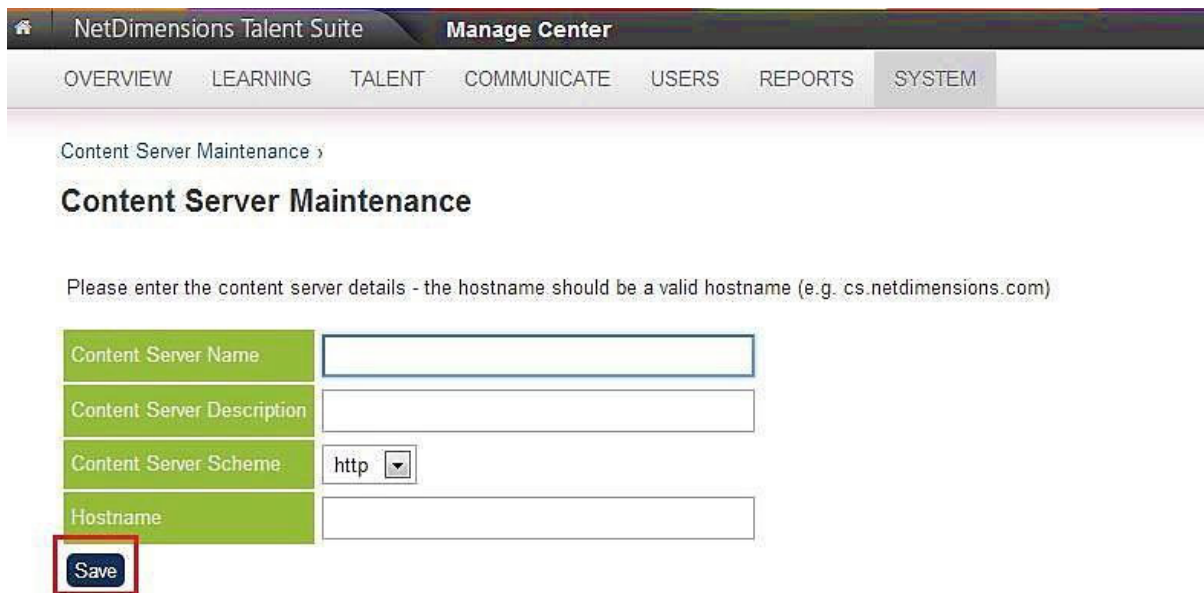 NetDimensions Talent Suite Manage Center
OVERVIEW LEARNING TALENT COMMUNICATE USERS REPORTS SYSTEM
Content Server Maintenance ›
Content Server Maintenance
Please enter the content server details - the hostname should be a valid hostname (e.g. cs.netdimensions.com)
Content Server Name
Content Server Description
Content Server Scheme http
Hostname
Save